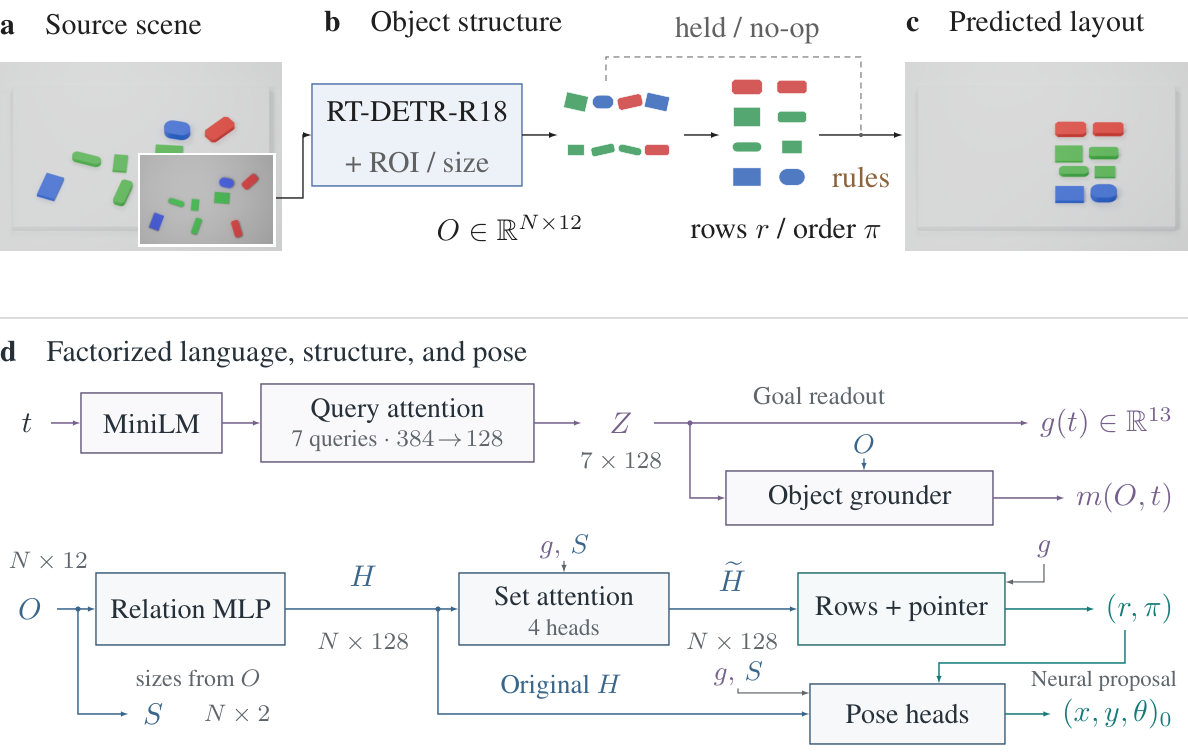 a Source scene
b Object structure
held / no-op
c Predicted layout
RT-DETR-R18
+ ROI / size
rules
O ∈ ℝ^{N×12}
rows r / order π
d Factorized language, structure, and pose
t
MiniLM
Query attention
7 queries · 384→128
Z
7 × 128
Goal readout
g(t) ∈ ℝ^{13}
O
Object grounder
m(O, t)
N × 12
O
Relation MLP
H
N × 128
g, S
Set attention
4 heads
H̃
N × 128
g
Rows + pointer
(r, π)
sizes from O
S N × 2
Original H
g, S
Pose heads
Neural proposal
(x, y, θ)₀